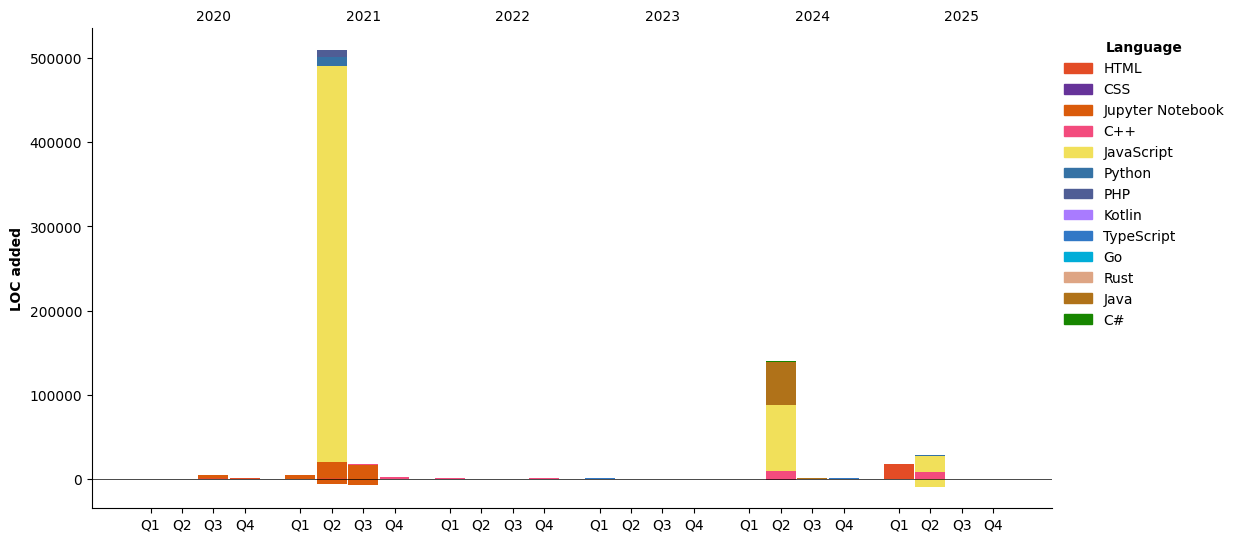 2020 2021 2022 2023 2024 2025
LOC added
500000
400000
300000
200000
100000
0
Q1 Q2 Q3 Q4 Q1 Q2 Q3 Q4 Q1 Q2 Q3 Q4 Q1 Q2 Q3 Q4 Q1 Q2 Q3 Q4 Q1 Q2 Q3 Q4
Language
HTML
CSS
Jupyter Notebook
C++
JavaScript
Python
PHP
Kotlin
TypeScript
Go
Rust
Java
C#